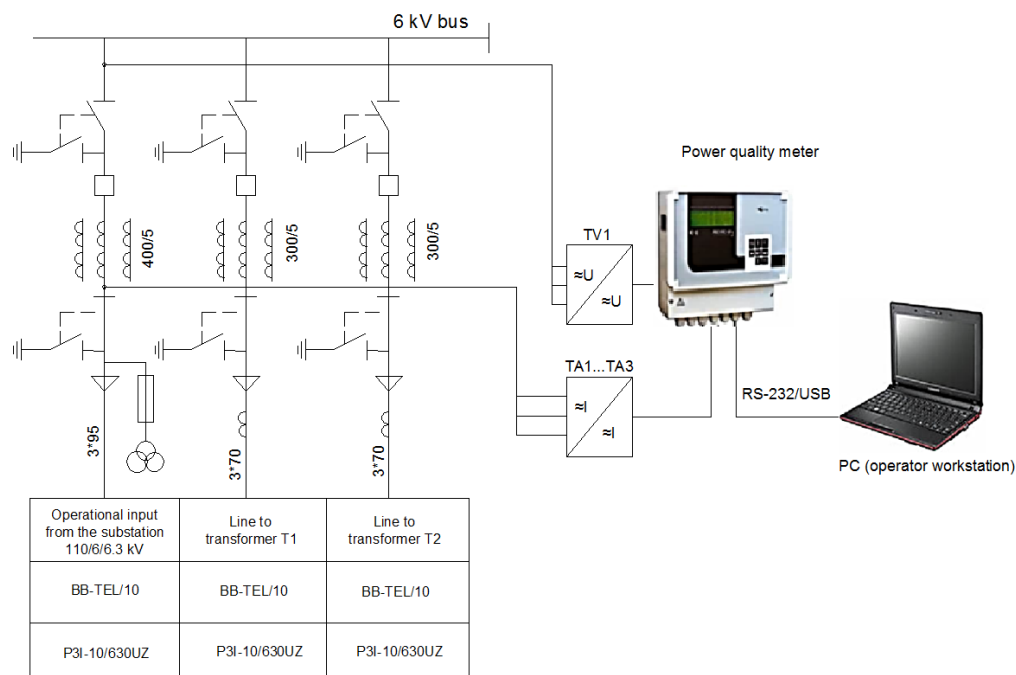 6 kV bus
Power quality meter
400/5
300/5
300/5
TV1
≈U
≈U
TA1...TA3
≈I
≈I
RS-232/USB
PC (operator workstation)
3*95
3*70
3*70
Operational input
from the substation
110/6/6.3 kV
Line to
transformer T1
Line to
transformer T2
BB-TEL/10
BB-TEL/10
BB-TEL/10
P3I-10/630UZ
P3I-10/630UZ
P3I-10/630UZ